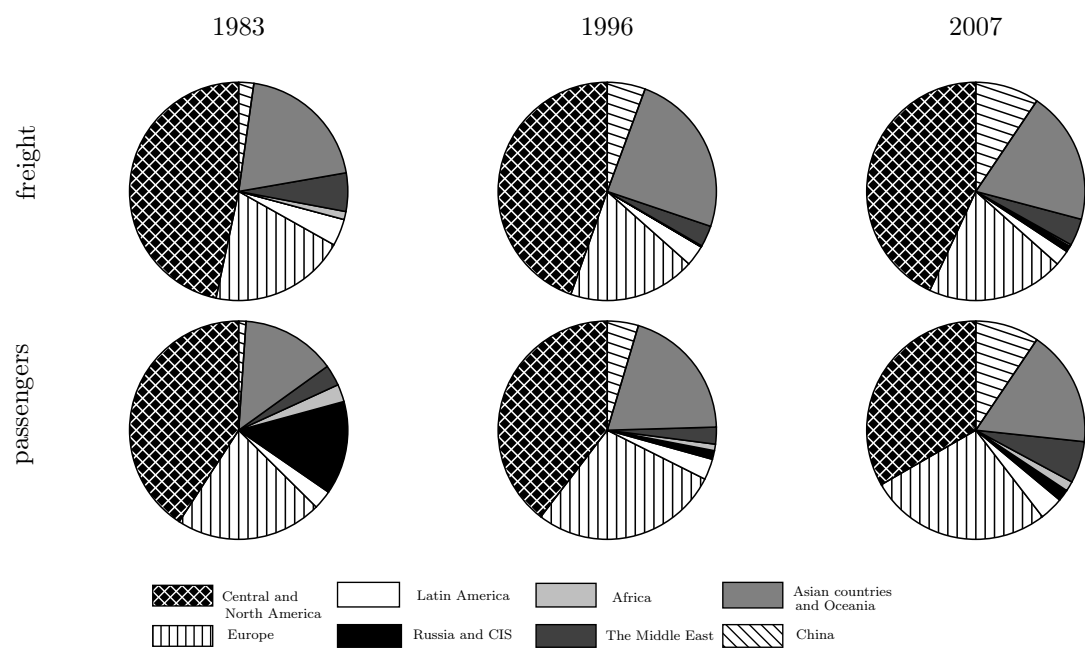 1983 1996 2007
freight
passengers
Central and
North America
Latin America
Africa
Asian countries
and Oceania
Europe
Russia and CIS
The Middle East
China